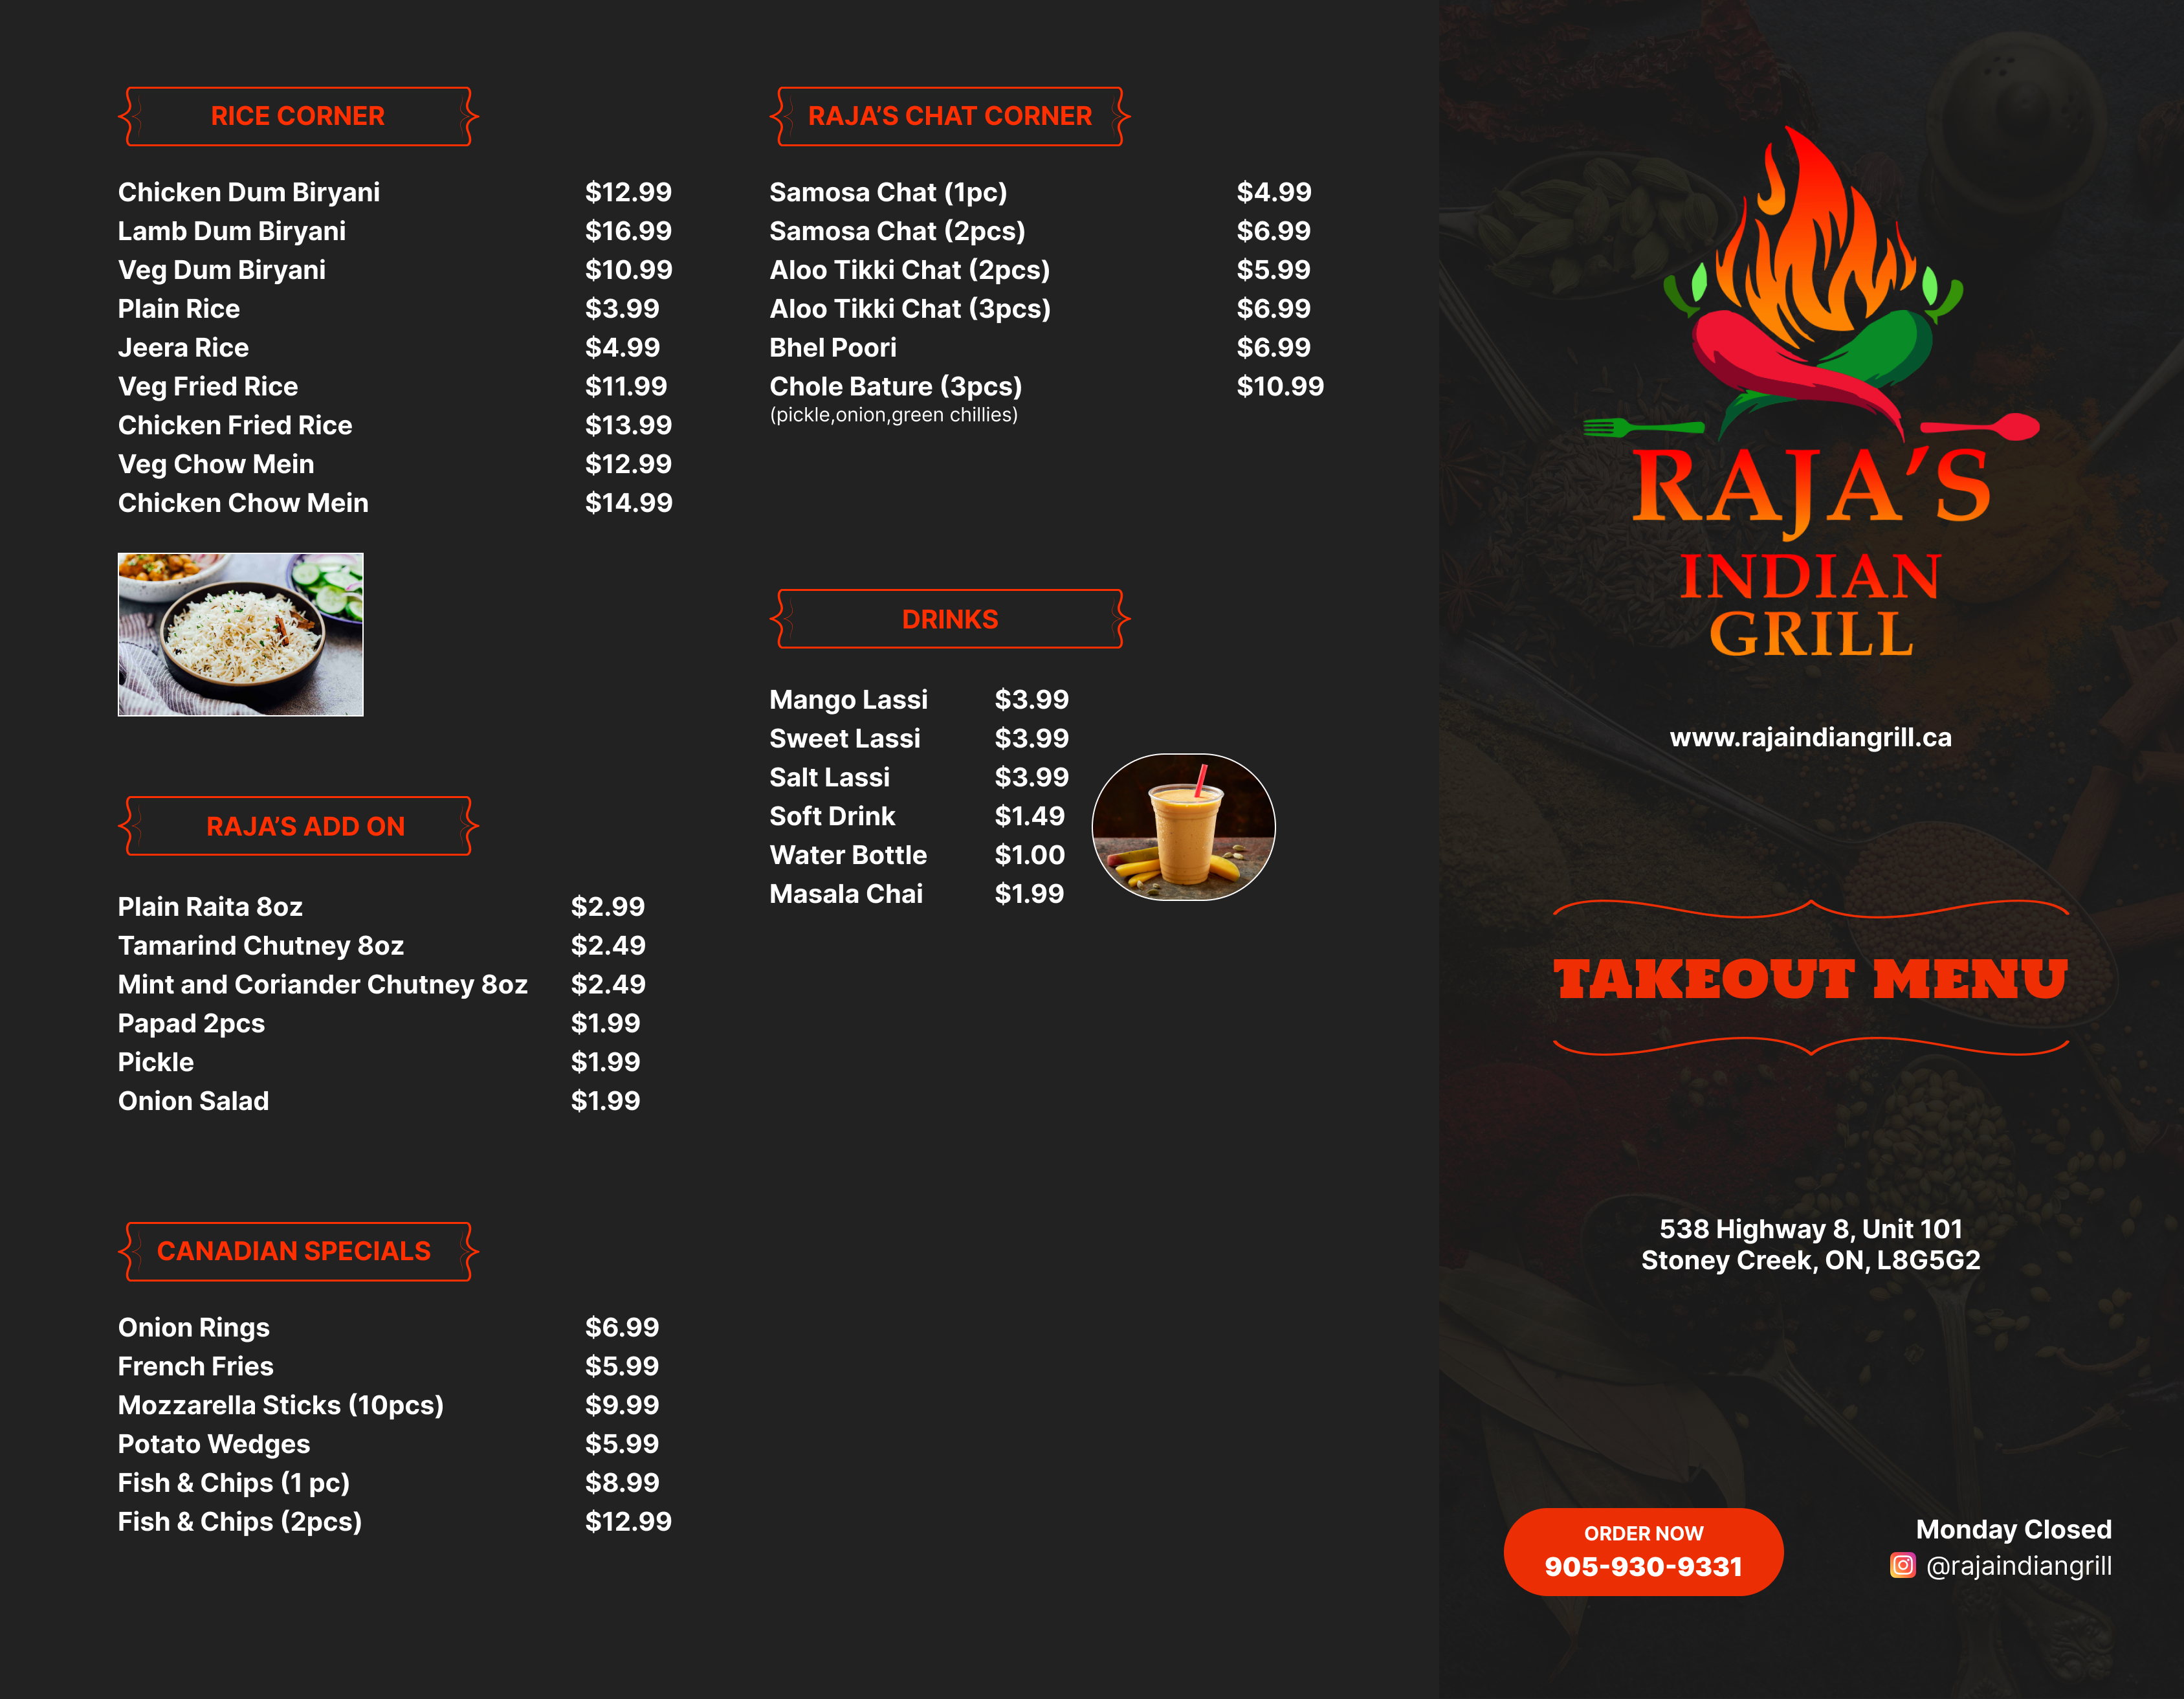 RICE CORNER
Chicken Dum Biryani $12.99
Lamb Dum Biryani $16.99
Veg Dum Biryani $10.99
Plain Rice $3.99
Jeera Rice $4.99
Veg Fried Rice $11.99
Chicken Fried Rice $13.99
Veg Chow Mein $12.99
Chicken Chow Mein $14.99
RAJA'S ADD ON
Plain Raita 8oz $2.99
Tamarind Chutney 8oz $2.49
Mint and Coriander Chutney 8oz $2.49
Papad 2pcs $1.99
Pickle $1.99
Onion Salad $1.99
CANADIAN SPECIALS
Onion Rings $6.99
French Fries $5.99
Mozzarella Sticks (10pcs) $9.99
Potato Wedges $5.99
Fish & Chips (1 pc) $8.99
Fish & Chips (2pcs) $12.99
RAJA'S CHAT CORNER
Samosa Chat (1pc) $4.99
Samosa Chat (2pcs) $6.99
Aloo Tikki Chat (2pcs) $5.99
Aloo Tikki Chat (3pcs) $6.99
Bhel Poori $6.99
Chole Bature (3pcs) $10.99
(pickle,onion,green chillies)
DRINKS
Mango Lassi $3.99
Sweet Lassi $3.99
Salt Lassi $3.99
Soft Drink $1.49
Water Bottle $1.00
Masala Chai $1.99
RAJA'S
INDIAN
GRILL
www.rajaindiangrill.ca
TAKEOUT MENU
538 Highway 8, Unit 101
Stoney Creek, ON, L8G5G2
ORDER NOW
905-930-9331
Monday Closed
@rajaindiangrill